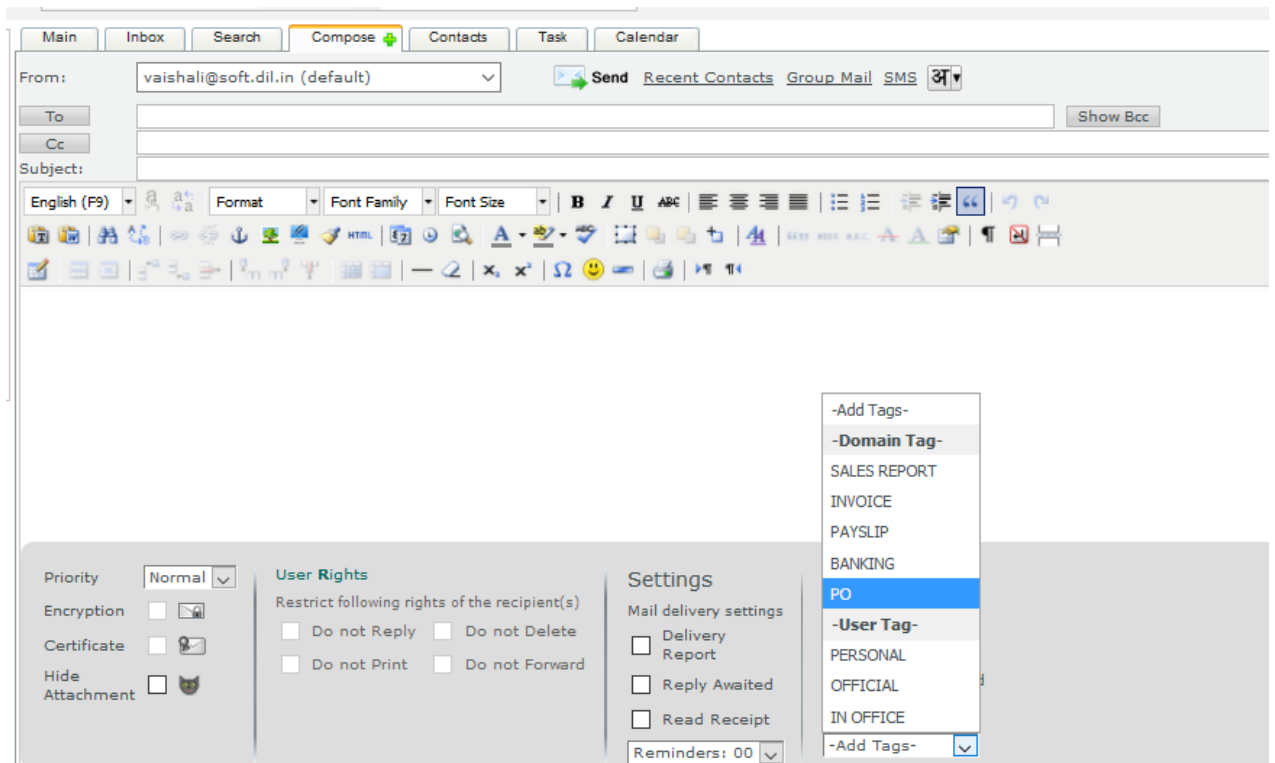 Main Inbox Search Compose Contacts Task Calendar
From: vaishali@soft.dil.in (default) Send Recent Contacts Group Mail SMS अ
To Show Bcc
Cc
Subject:
English (F9) Format Font Family Font Size B I U ABC
HTML A
x₂ x² Ω
-Add Tags-
-Domain Tag-
SALES REPORT
INVOICE
PAYSLIP
BANKING
PO
-User Tag-
PERSONAL
OFFICIAL
IN OFFICE
-Add Tags-
Priority Normal
Encryption
Certificate
Hide
Attachment
User Rights
Restrict following rights of the recipient(s)
Do not Reply Do not Delete
Do not Print Do not Forward
Settings
Mail delivery settings
Delivery
Report
Reply Awaited
Read Receipt
Reminders: 00